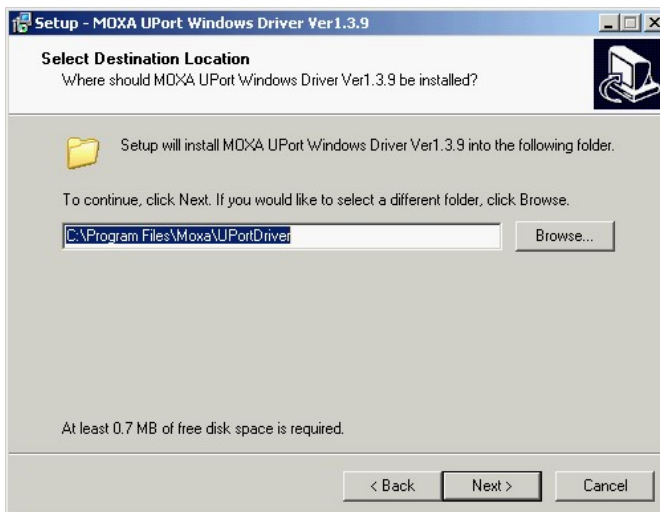 Setup - MOXA UPort Windows Driver Ver1.3.9
Select Destination Location
Where should MOXA UPort Windows Driver Ver1.3.9 be installed?
Setup will install MOXA UPort Windows Driver Ver1.3.9 into the following folder.
To continue, click Next. If you would like to select a different folder, click Browse.
C:\Program Files\Moxa\UPortDriver
Browse...
At least 0.7 MB of free disk space is required.
< Back
Next >
Cancel